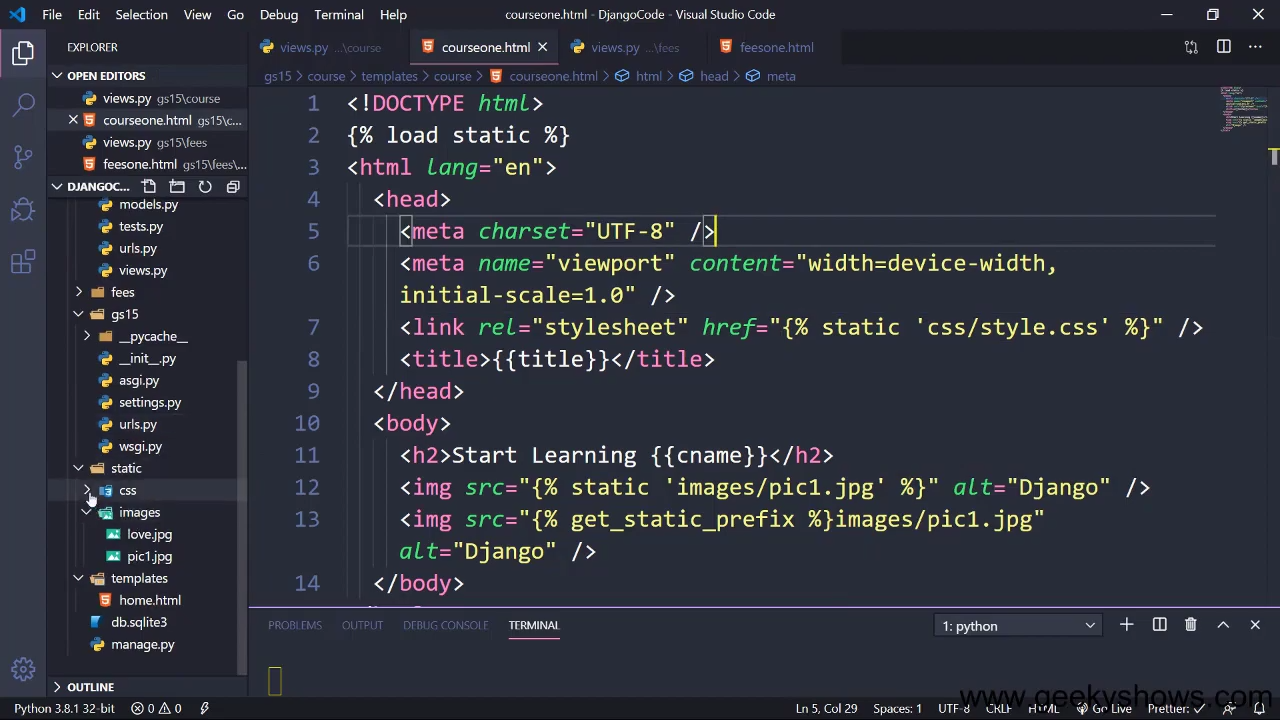 File Edit Selection View Go Debug Terminal Help courseone.html • DjangoCode - Visual Studio Code
EXPLORER
views.py ...\course courseone.html views.py ...\fees feesone.html
OPEN EDITORS
gs15 > course > templates > course > courseone.html > html > head > meta
views.py gs15\course
courseone.html gs15\c...
views.py gs15\fees
feesone.html gs15\fees\...
DJANGOC...
models.py
tests.py
urls.py
views.py
fees
gs15
__pycache__
__init__.py
asgi.py
settings.py
urls.py
wsgi.py
static
css
images
love.jpg
pic1.jpg
templates
home.html
db.sqlite3
manage.py
OUTLINE
1 <!DOCTYPE html>
2 {% load static %}
3 <html lang="en">
4 <head>
5 <meta charset="UTF-8" />
6 <meta name="viewport" content="width=device-width,
initial-scale=1.0" />
7 <link rel="stylesheet" href="{% static 'css/style.css' %}" />
8 <title>{{title}}</title>
9 </head>
10 <body>
11 <h2>Start Learning {{cname}}</h2>
12 <img src="{% static 'images/pic1.jpg' %}" alt="Django" />
13 <img src="{% get_static_prefix %}images/pic1.jpg"
alt="Django" />
14 </body>
PROBLEMS OUTPUT DEBUG CONSOLE TERMINAL 1: python
www.geekyshows.com
Python 3.8.1 32-bit 0 0 Ln 5, Col 29 Spaces: 1 UTF-8 CRLF HTML Go Live Prettier: ✓